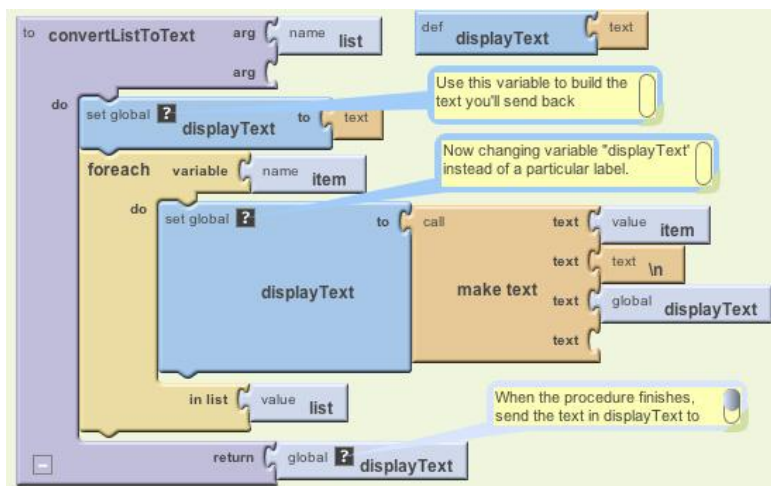 to convertListToText arg name list
arg
def displayText text
do
set global ? displayText to text
Use this variable to build the
text you'll send back
foreach variable name item
Now changing variable "displayText'
instead of a particular label.
do
set global ? displayText to call make text
text value item
text text \n
text global displayText
text
in list value list
When the procedure finishes,
send the text in displayText to
return global ? displayText